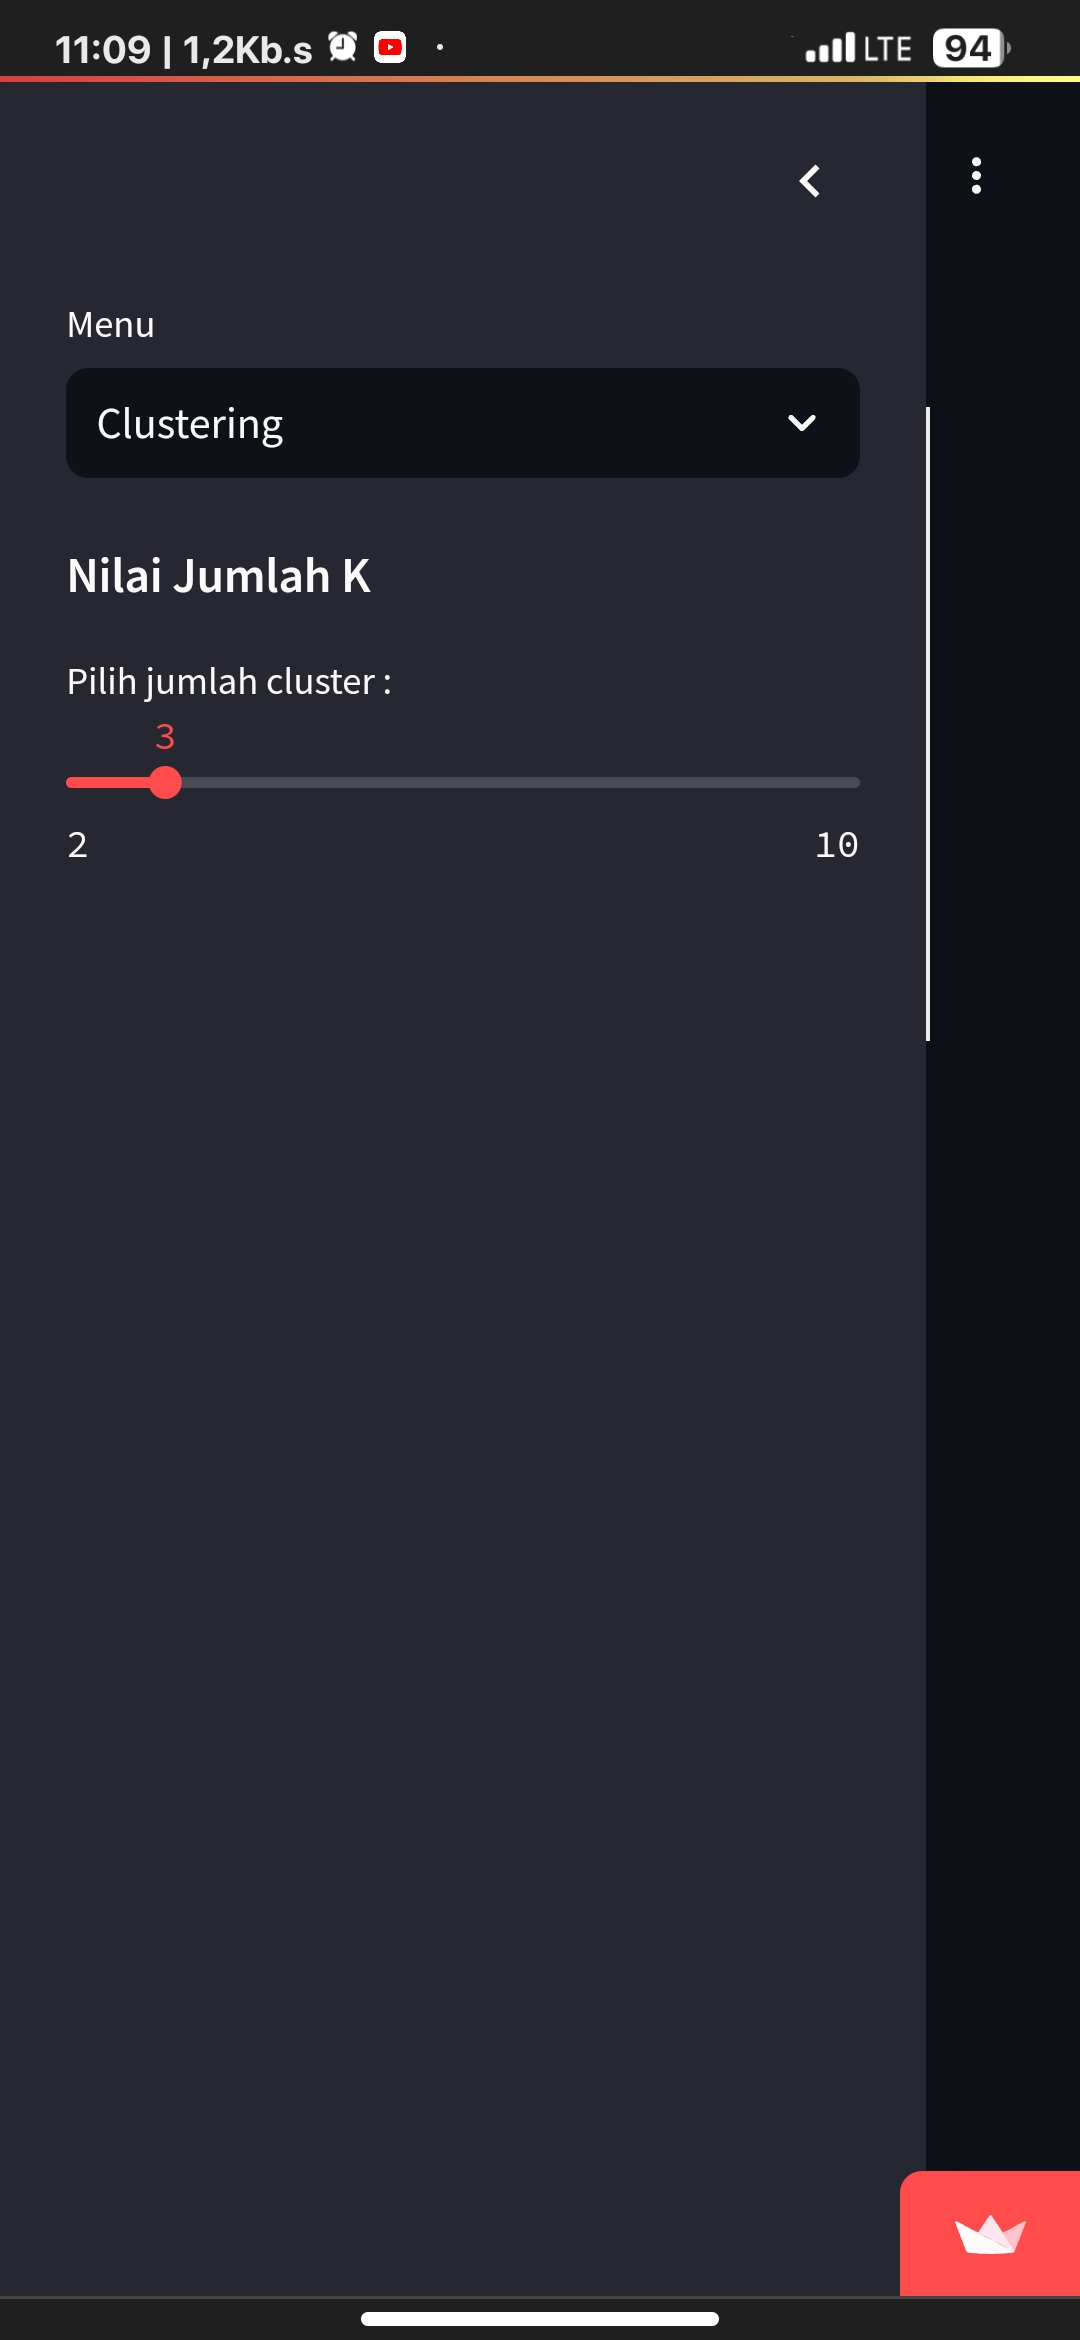 11:09 | 1,2Kb.s
LTE 94
Menu
Clustering
Nilai Jumlah K
Pilih jumlah cluster :
3
2 10